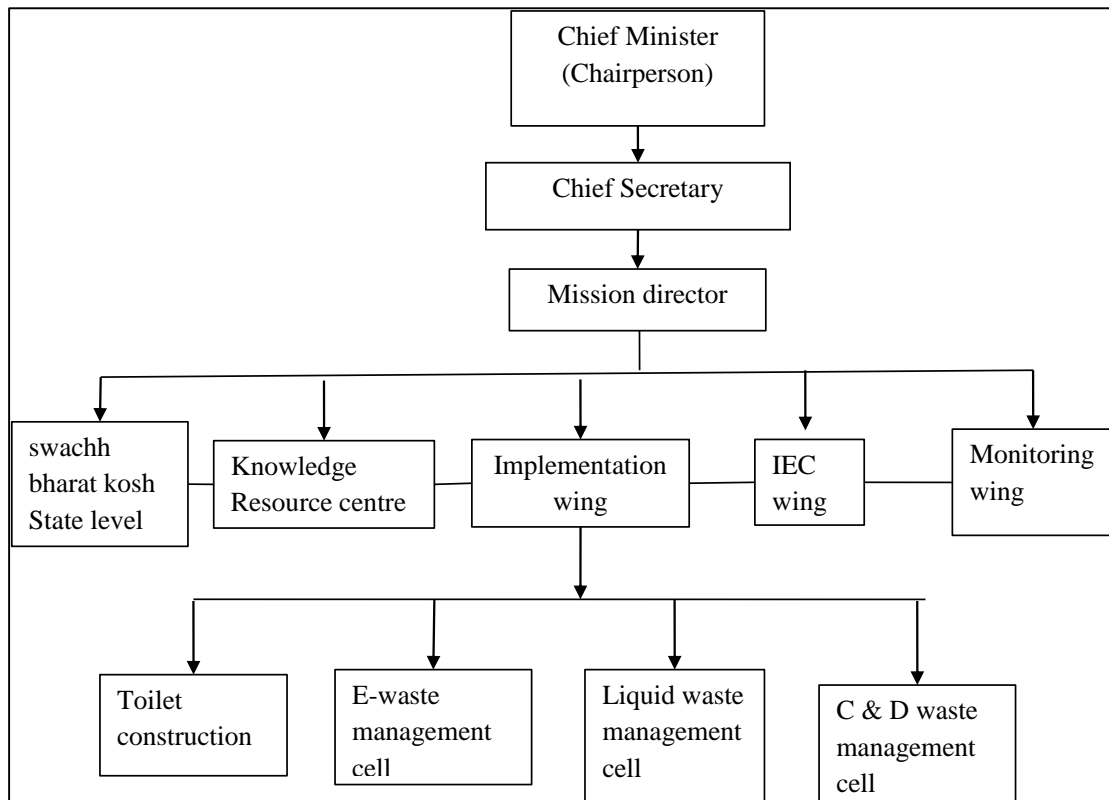 Chief Minister
(Chairperson)
Chief Secretary
Mission director
swachh
bharat kosh
State level
Knowledge
Resource centre
Implementation
wing
IEC
wing
Monitoring
wing
Toilet
construction
E-waste
management
cell
Liquid waste
management
cell
C & D waste
management
cell